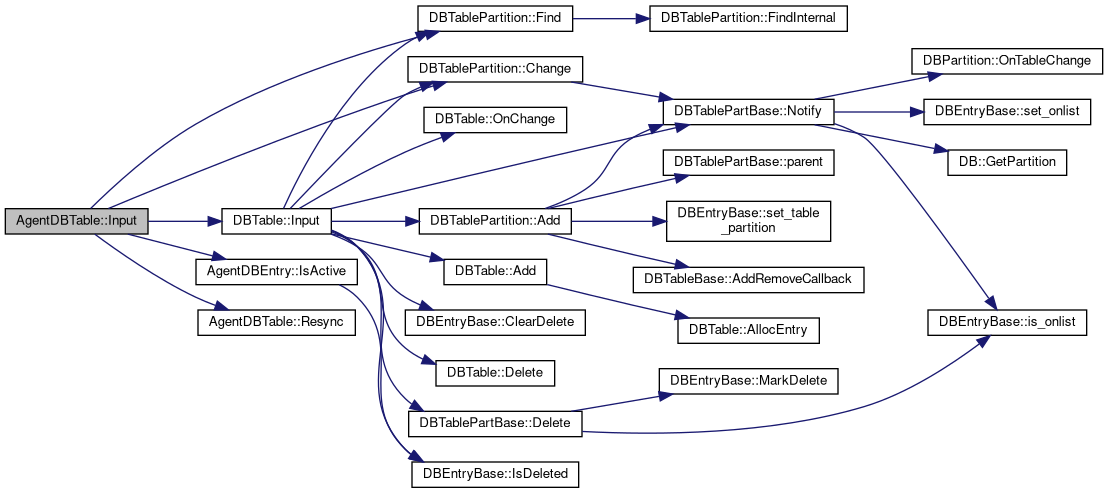 AgentDBTable::Input
DBTable::Input
AgentDBEntry::IsActive
AgentDBTable::Resync
DBTablePartition::Find
DBTablePartition::Change
DBTable::OnChange
DBTablePartition::Add
DBTable::Add
DBEntryBase::ClearDelete
DBTable::Delete
DBTablePartBase::Delete
DBEntryBase::IsDeleted
DBTablePartition::FindInternal
DBTablePartBase::Notify
DBTablePartBase::parent
DBEntryBase::set_table
_partition
DBTableBase::AddRemoveCallback
DBTable::AllocEntry
DBEntryBase::MarkDelete
DBPartition::OnTableChange
DBEntryBase::set_onlist
DB::GetPartition
DBEntryBase::is_onlist